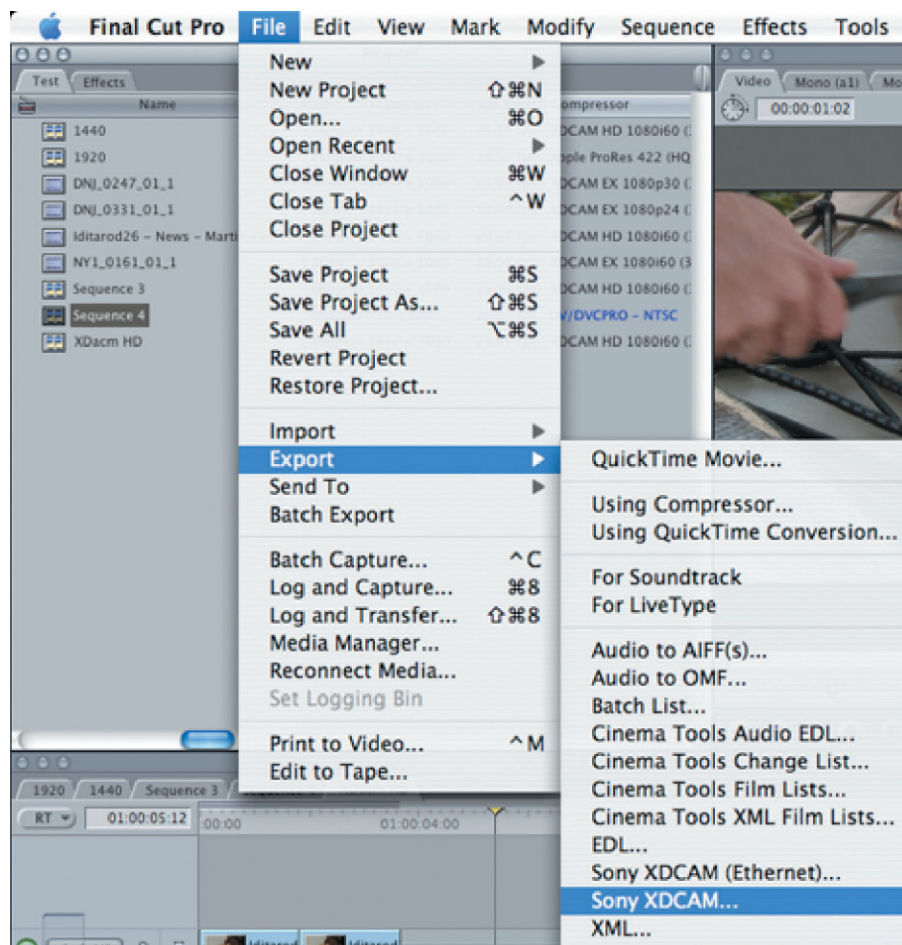 Final Cut Pro File Edit View Mark Modify Sequence Effects Tools
Test Effects
Name
1440
1920
DNJ_0247_01_1
DNJ_0331_01_1
Iditarod26 – News – Marti
NY1_0161_01_1
Sequence 3
Sequence 4
XDacm HD
New
New Project ⇧⌘N
Open... ⌘O
Open Recent
Close Window ⌘W
Close Tab ^W
Close Project
Save Project ⌘S
Save Project As... ⇧⌘S
Save All ⌥⌘S
Revert Project
Restore Project...
Import
Export
Send To
Batch Export
Batch Capture... ^C
Log and Capture... ⌘8
Log and Transfer... ⇧⌘8
Media Manager...
Reconnect Media...
Set Logging Bin
Print to Video... ^M
Edit to Tape...
ompressor
DCAM HD 1080i60 (
pple ProRes 422 (HQ
DCAM EX 1080p30 (
DCAM EX 1080p24 (
DCAM HD 1080i60 (
DCAM EX 1080i60 (3
DCAM HD 1080i60 (
V/DVCPRO – NTSC
DCAM HD 1080i60 (
Video Mono (a1) Mo
00:00:01:02
QuickTime Movie...
Using Compressor...
Using QuickTime Conversion...
For Soundtrack
For LiveType
Audio to AIFF(s)...
Audio to OMF...
Batch List...
Cinema Tools Audio EDL...
Cinema Tools Change List...
Cinema Tools Film Lists...
Cinema Tools XML Film Lists...
EDL...
Sony XDCAM (Ethernet)...
Sony XDCAM...
XML...
1920 1440 Sequence 3
RT 01:00:05:12 :00:00 01:00:04:00
Iditarod Iditarod